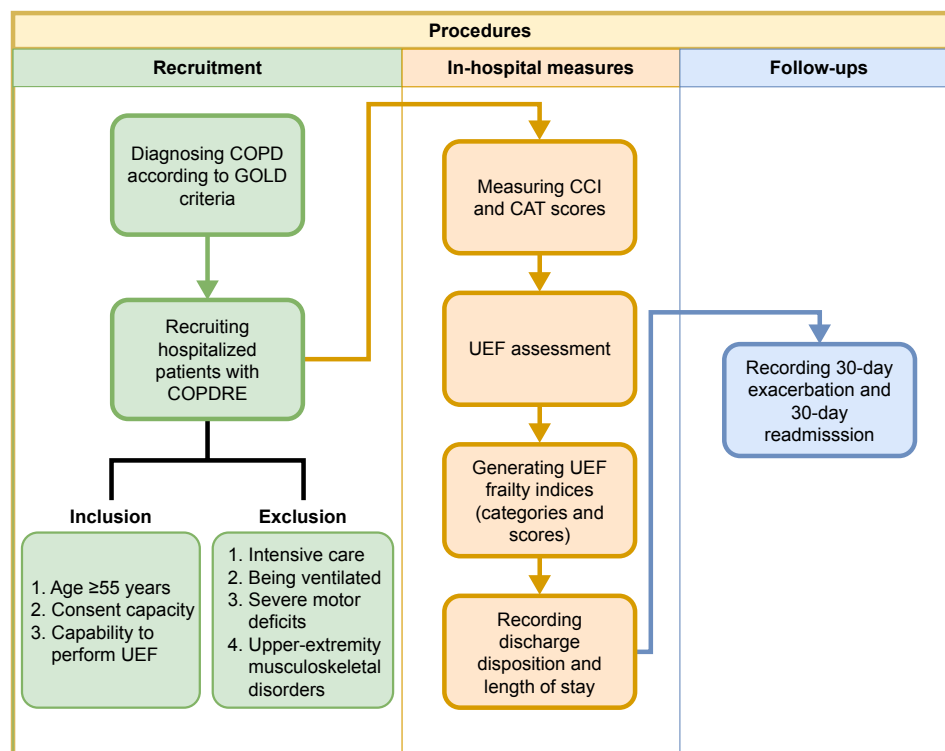 Procedures
Recruitment
In-hospital measures
Follow-ups
Diagnosing COPD
according to GOLD
criteria
Recruiting
hospitalized
patients with
COPDRE
Inclusion
1. Age ≥55 years
2. Consent capacity
3. Capability to
perform UEF
Exclusion
1. Intensive care
2. Being ventilated
3. Severe motor
deficits
4. Upper-extremity
musculoskeletal
disorders
Measuring CCI
and CAT scores
UEF assessment
Generating UEF
frailty indices
(categories and
scores)
Recording
discharge
disposition and
length of stay
Recording 30-day
exacerbation and
30-day
readmisssion